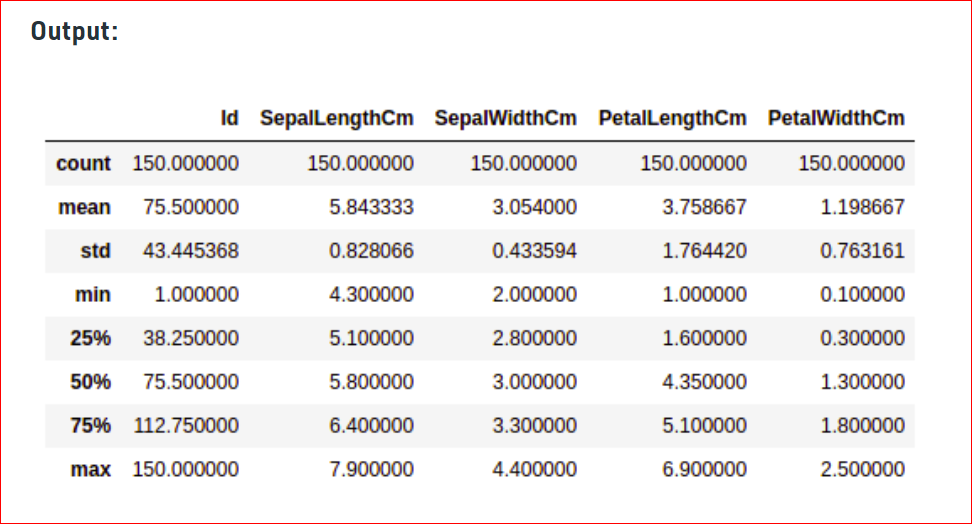 Output:
Id SepalLengthCm SepalWidthCm PetalLengthCm PetalWidthCm
count 150.000000 150.000000 150.000000 150.000000 150.000000
mean 75.500000 5.843333 3.054000 3.758667 1.198667
std 43.445368 0.828066 0.433594 1.764420 0.763161
min 1.000000 4.300000 2.000000 1.000000 0.100000
25% 38.250000 5.100000 2.800000 1.600000 0.300000
50% 75.500000 5.800000 3.000000 4.350000 1.300000
75% 112.750000 6.400000 3.300000 5.100000 1.800000
max 150.000000 7.900000 4.400000 6.900000 2.500000